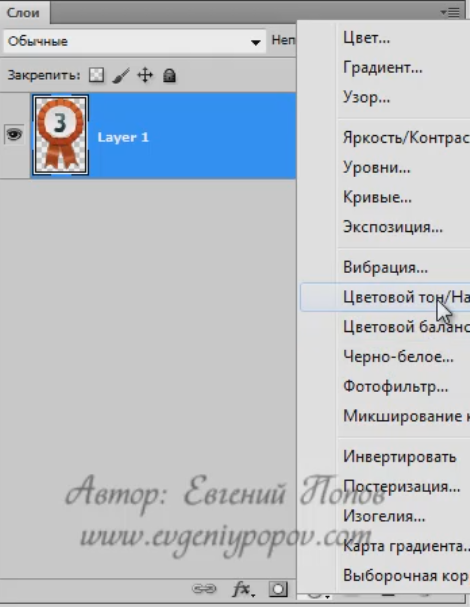 Слои
Обычные
Неп
Закрепить:
3
Layer 1
Цвет...
Градиент...
Узор...
Яркость/Контрас
Уровни...
Кривые...
Экспозиция...
Вибрация...
Цветовой тон/На
Цветовой баланс
Черно-белое...
Фотофильтр...
Микширование к
Инвертировать
Постеризация...
Изогелия...
Карта градиента...
Выборочная кор
Автор: Евгений Попов
www.evgeniypopov.com
fx